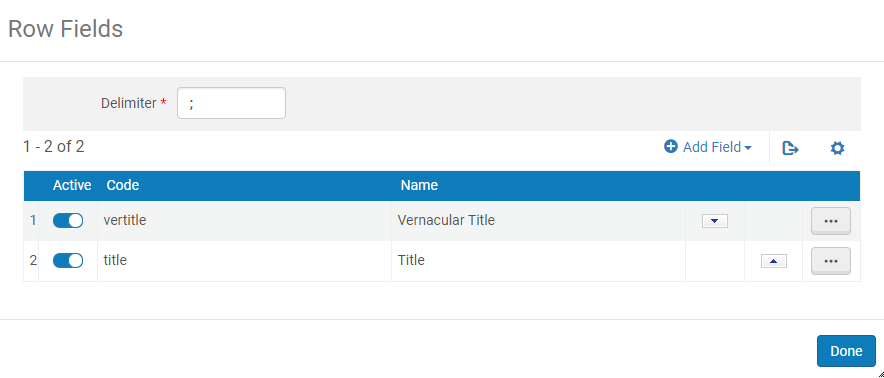 Row Fields
Delimiter * ;
1 - 2 of 2 Add Field
Active Code Name
1 vertitle Vernacular Title
2 title Title
Done